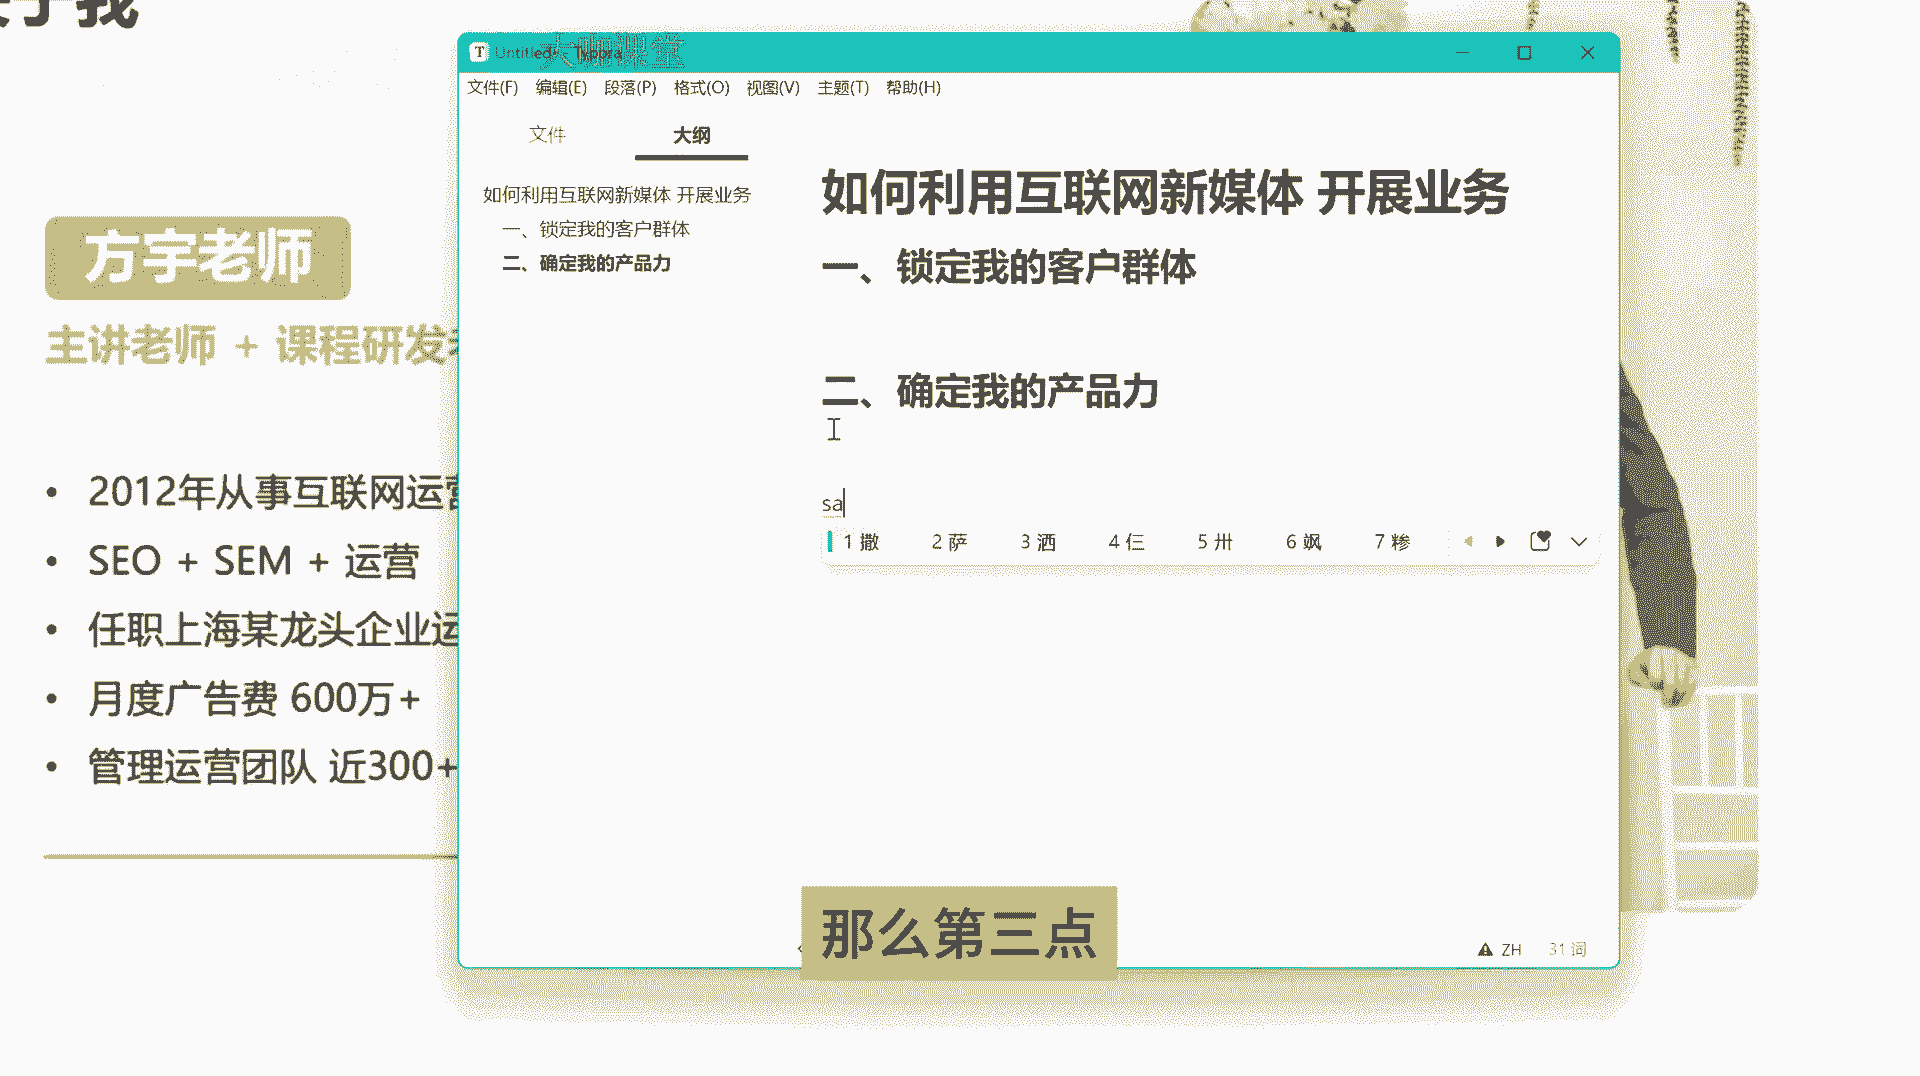 方宇老师
主讲老师 + 课程研发
2012年从事互联网运营
SEO + SEM + 运营
任职上海某龙头企业运
月度广告费 600万+
管理运营团队 近300+
Untitled - Typora
大咖课堂
文件(F) 编辑(E) 段落(P) 格式(O) 视图(V) 主题(T) 帮助(H)
文件 大纲
如何利用互联网新媒体 开展业务
一、锁定我的客户群体
二、确定我的产品力
如何利用互联网新媒体 开展业务
一、锁定我的客户群体
二、确定我的产品力
sa
1 撒 2 萨 3 洒 4 仨 5 卅 6 飒 7 糁
ZH 31 词
那么第三点